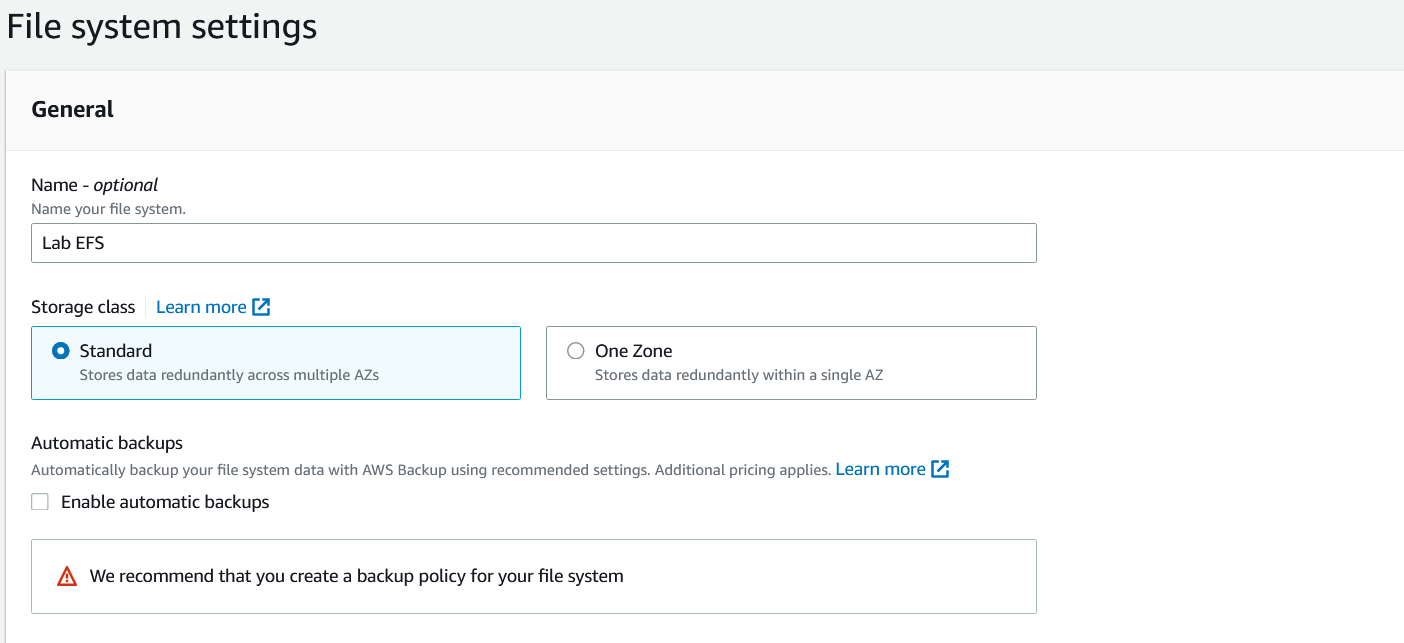 File system settings
General
Name - optional
Name your file system.
Lab EFS
Storage class Learn more
Standard
Stores data redundantly across multiple AZs
One Zone
Stores data redundantly within a single AZ
Automatic backups
Automatically backup your file system data with AWS Backup using recommended settings. Additional pricing applies. Learn more
Enable automatic backups
We recommend that you create a backup policy for your file system